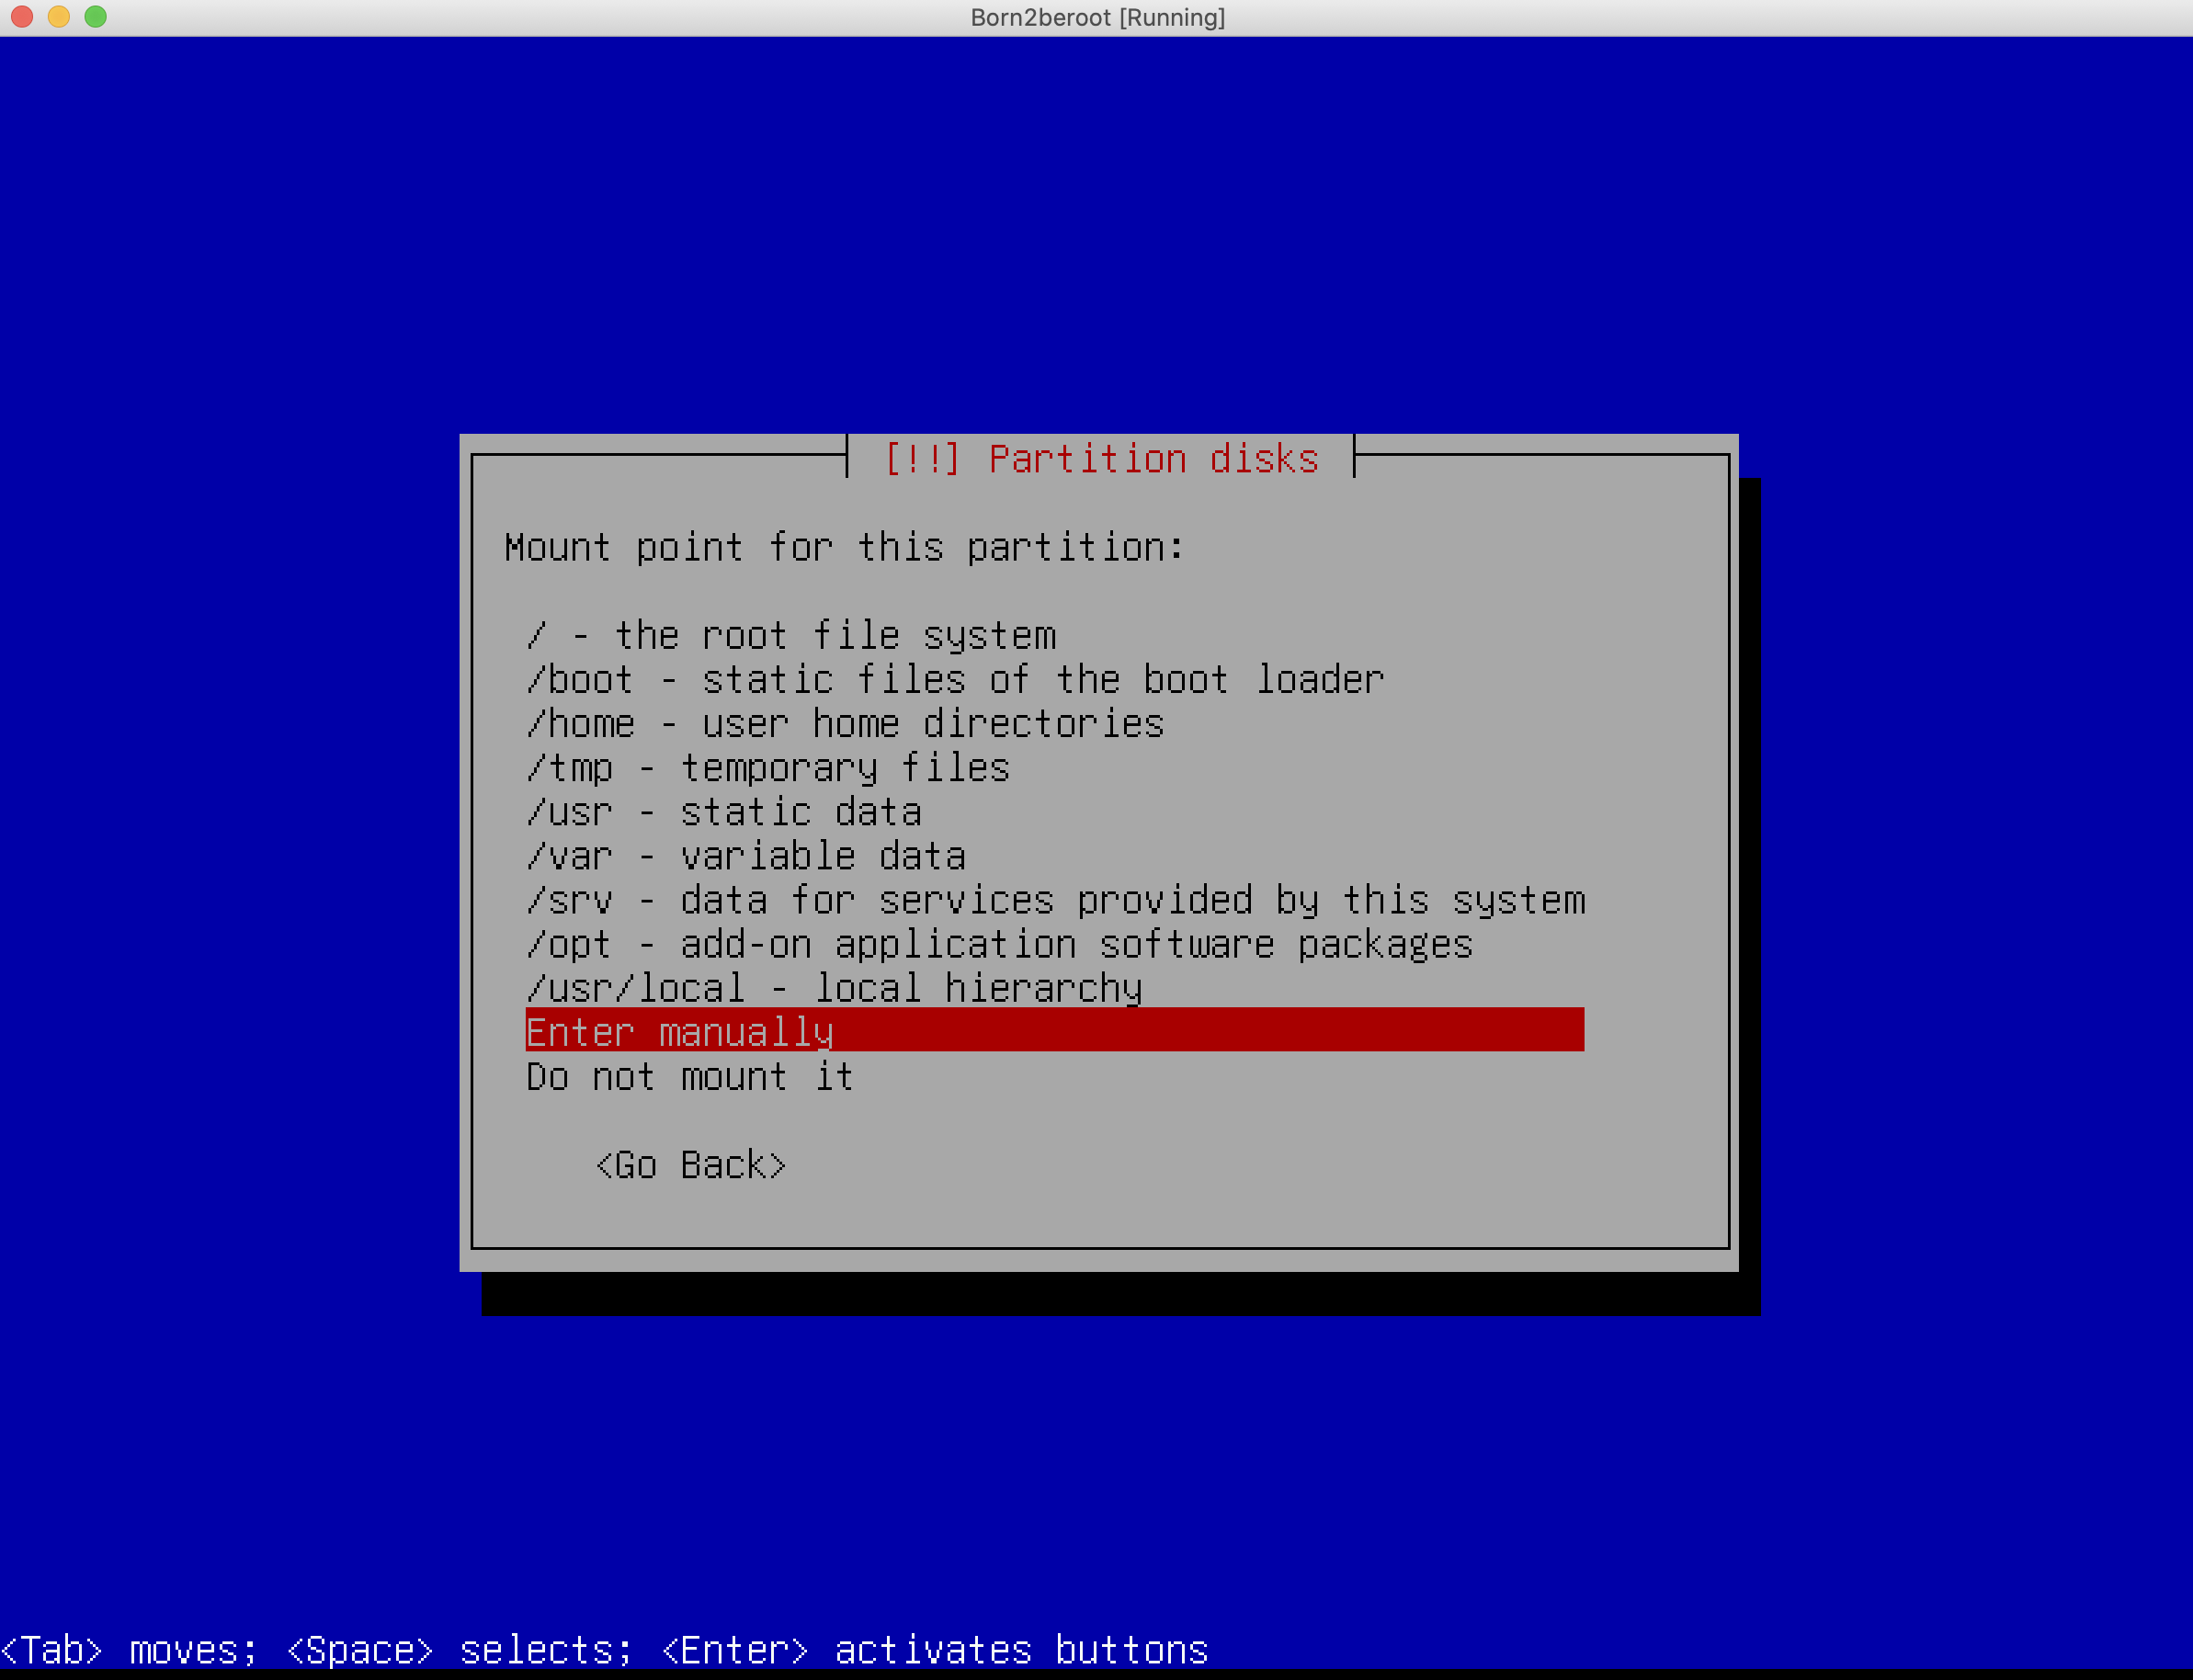 Born2beroot [Running]
[!!] Partition disks
Mount point for this partition:
/ - the root file system
/boot - static files of the boot loader
/home - user home directories
/tmp - temporary files
/usr - static data
/var - variable data
/srv - data for services provided by this system
/opt - add-on application software packages
/usr/local - local hierarchy
Enter manually
Do not mount it
<Go Back>
<Tab> moves; <Space> selects; <Enter> activates buttons